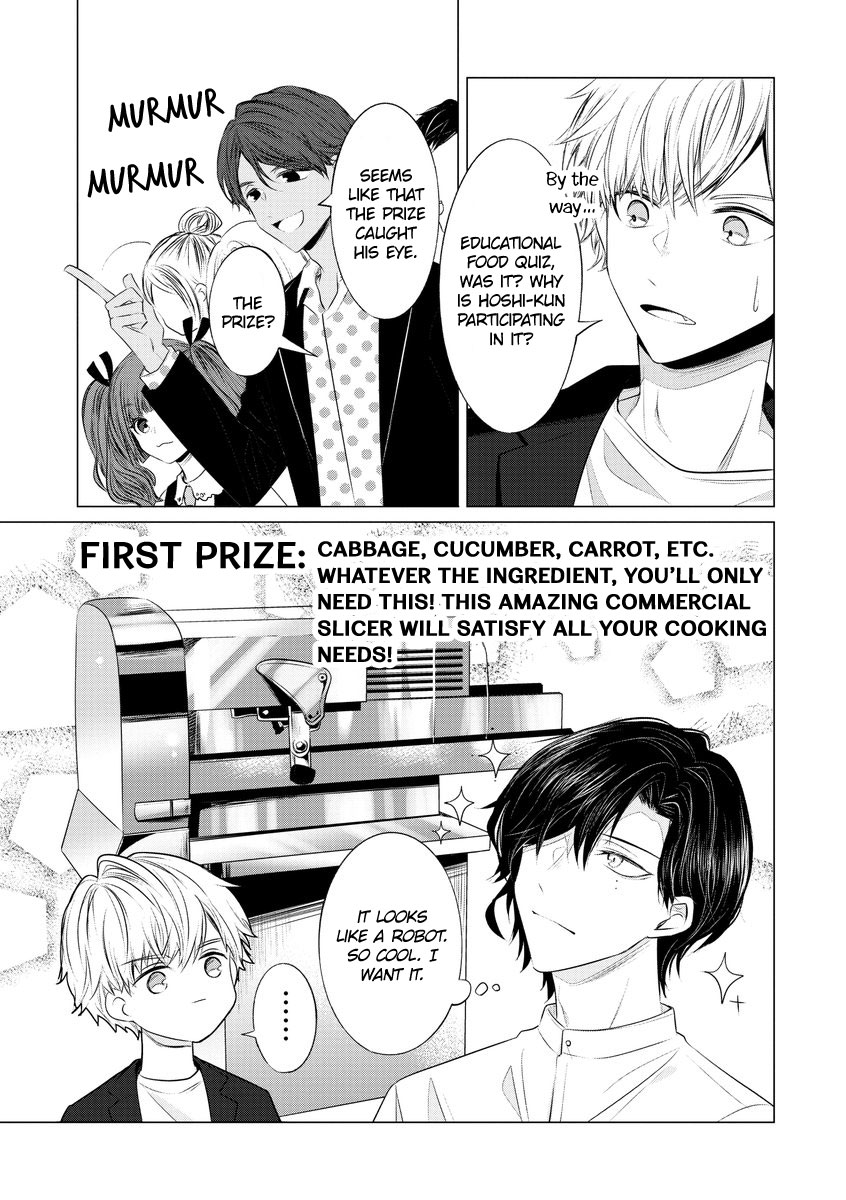 By the
way...
EDUCATIONAL
FOOD QUIZ,
WAS IT? WHY
IS HOSHI-KUN
PARTICIPATING
IN IT?
MURMUR
MURMUR
SEEMS
LIKE THAT
THE PRIZE
CAUGHT
HIS EYE.
THE
PRIZE?
FIRST PRIZE:
CABBAGE, CUCUMBER, CARROT, ETC.
WHATEVER THE INGREDIENT, YOU'LL ONLY
NEED THIS! THIS AMAZING COMMERCIAL
SLICER WILL SATISFY ALL YOUR COOKING
NEEDS!
IT LOOKS
LIKE A ROBOT.
SO COOL. I
WANT IT.
......